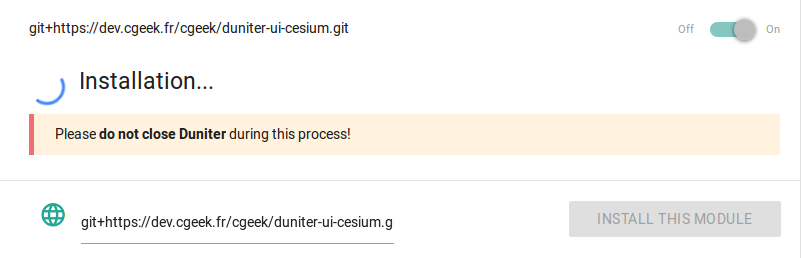 git+https://dev.cgeek.fr/cgeek/duniter-ui-cesium.git
Off On
Installation...
Please do not close Duniter during this process!
git+https://dev.cgeek.fr/cgeek/duniter-ui-cesium.g
INSTALL THIS MODULE